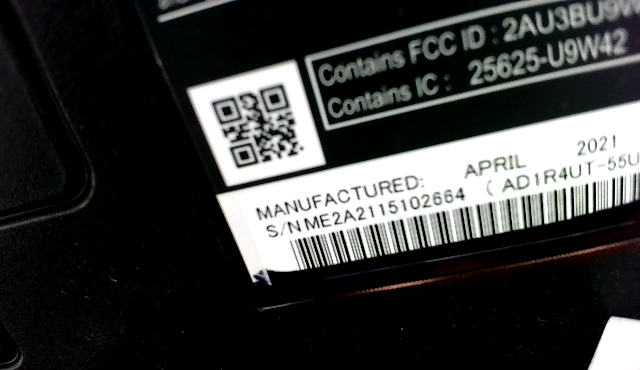 Contains FCC ID : 2AU3BU9W
Contains IC : 25625-U9W42
MANUFACTURED: APRIL 2021
S/N ME2A2115102664 ( AD1R4UT-55U